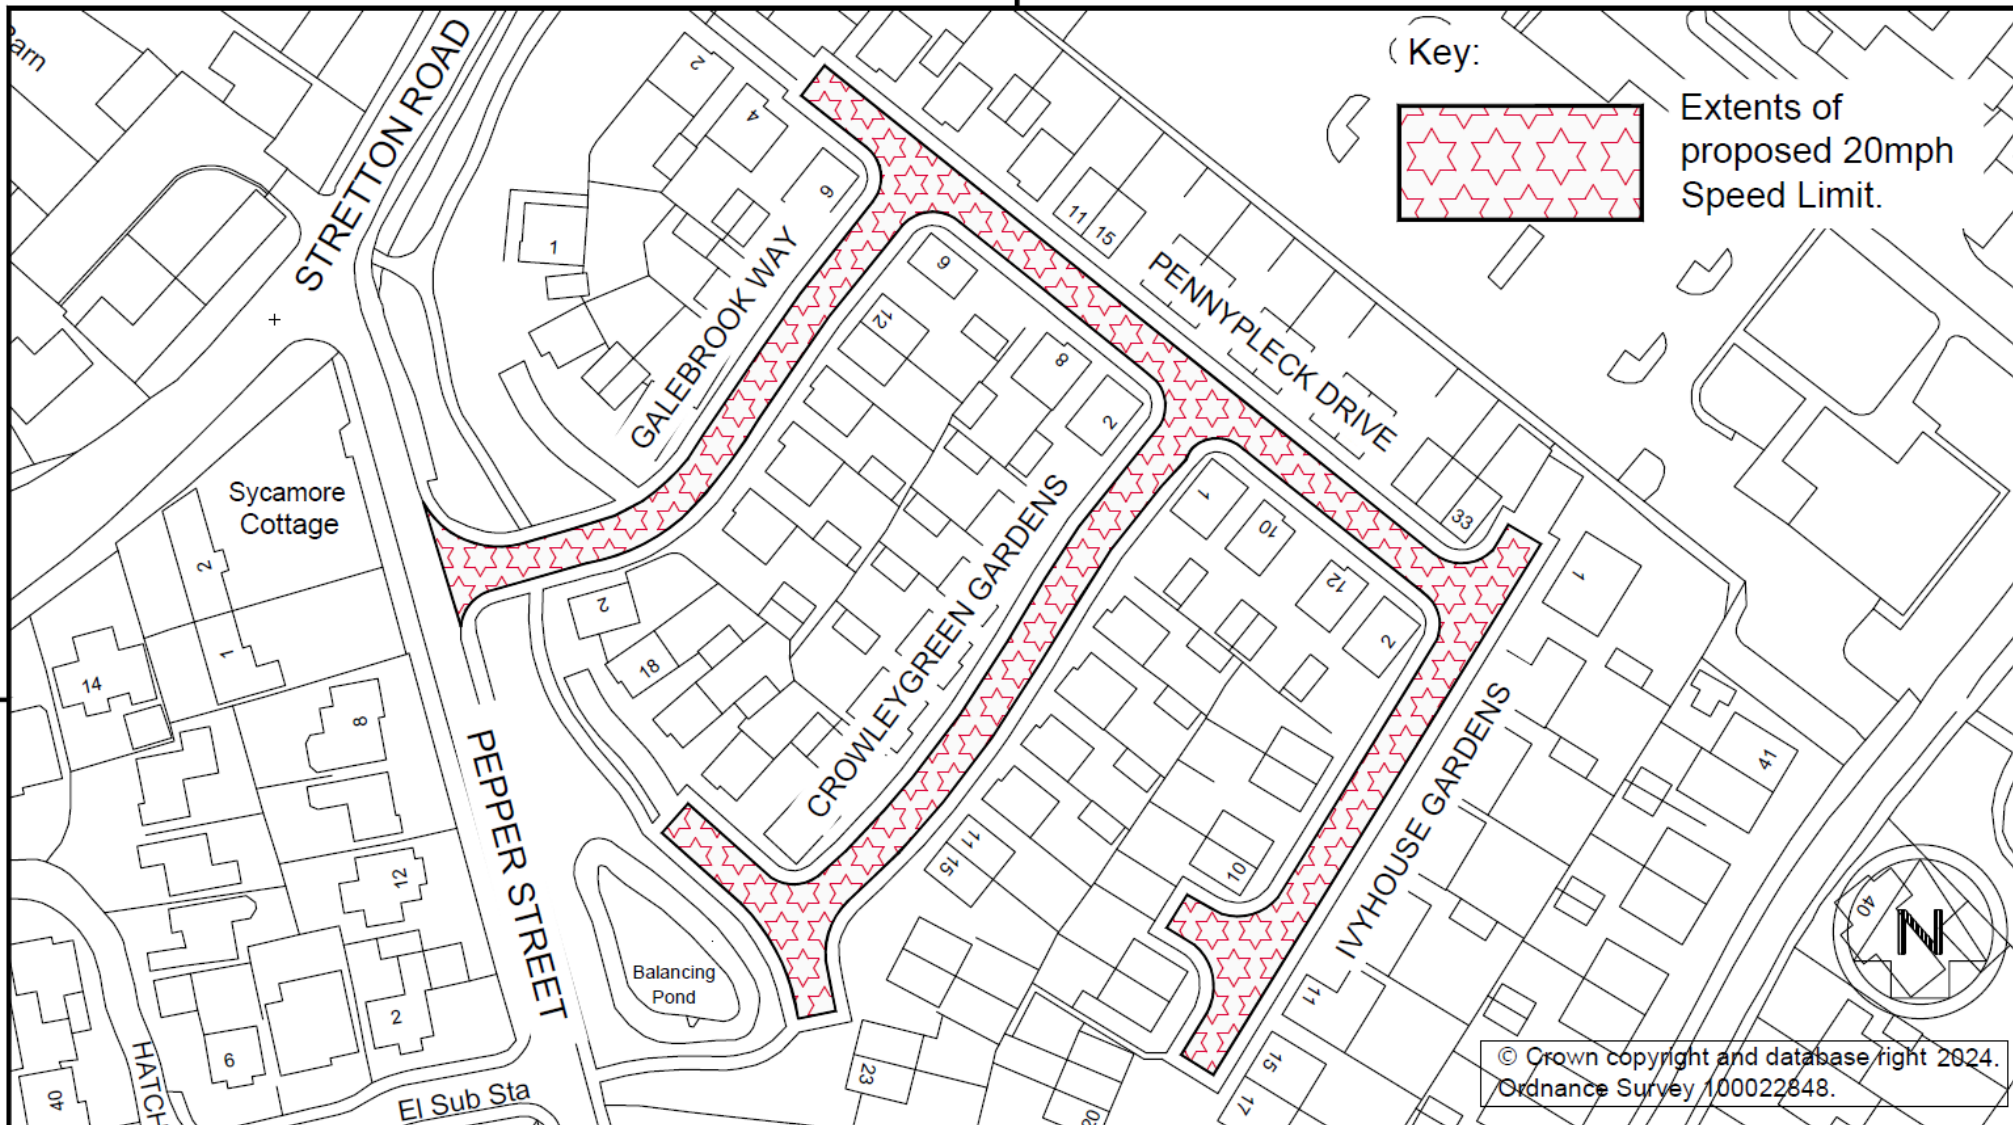 Key:
Extents of
proposed 20mph
Speed Limit.
STRETTON ROAD
2
4
6
1
GALEBROOK WAY
11
15
PENNYPLECK DRIVE
9
12
8
2
33
1
10
12
2
1
Sycamore
Cottage
2
1
14
8
12
2
6
40
2
18
CROWLEYGREEN GARDENS
11
15
10
IVYHOUSE GARDENS
41
40
N
PEPPER STREET
Balancing
Pond
El Sub Sta
23
11
15
17
© Crown copyright and database right 2024.
Ordnance Survey 100022848.